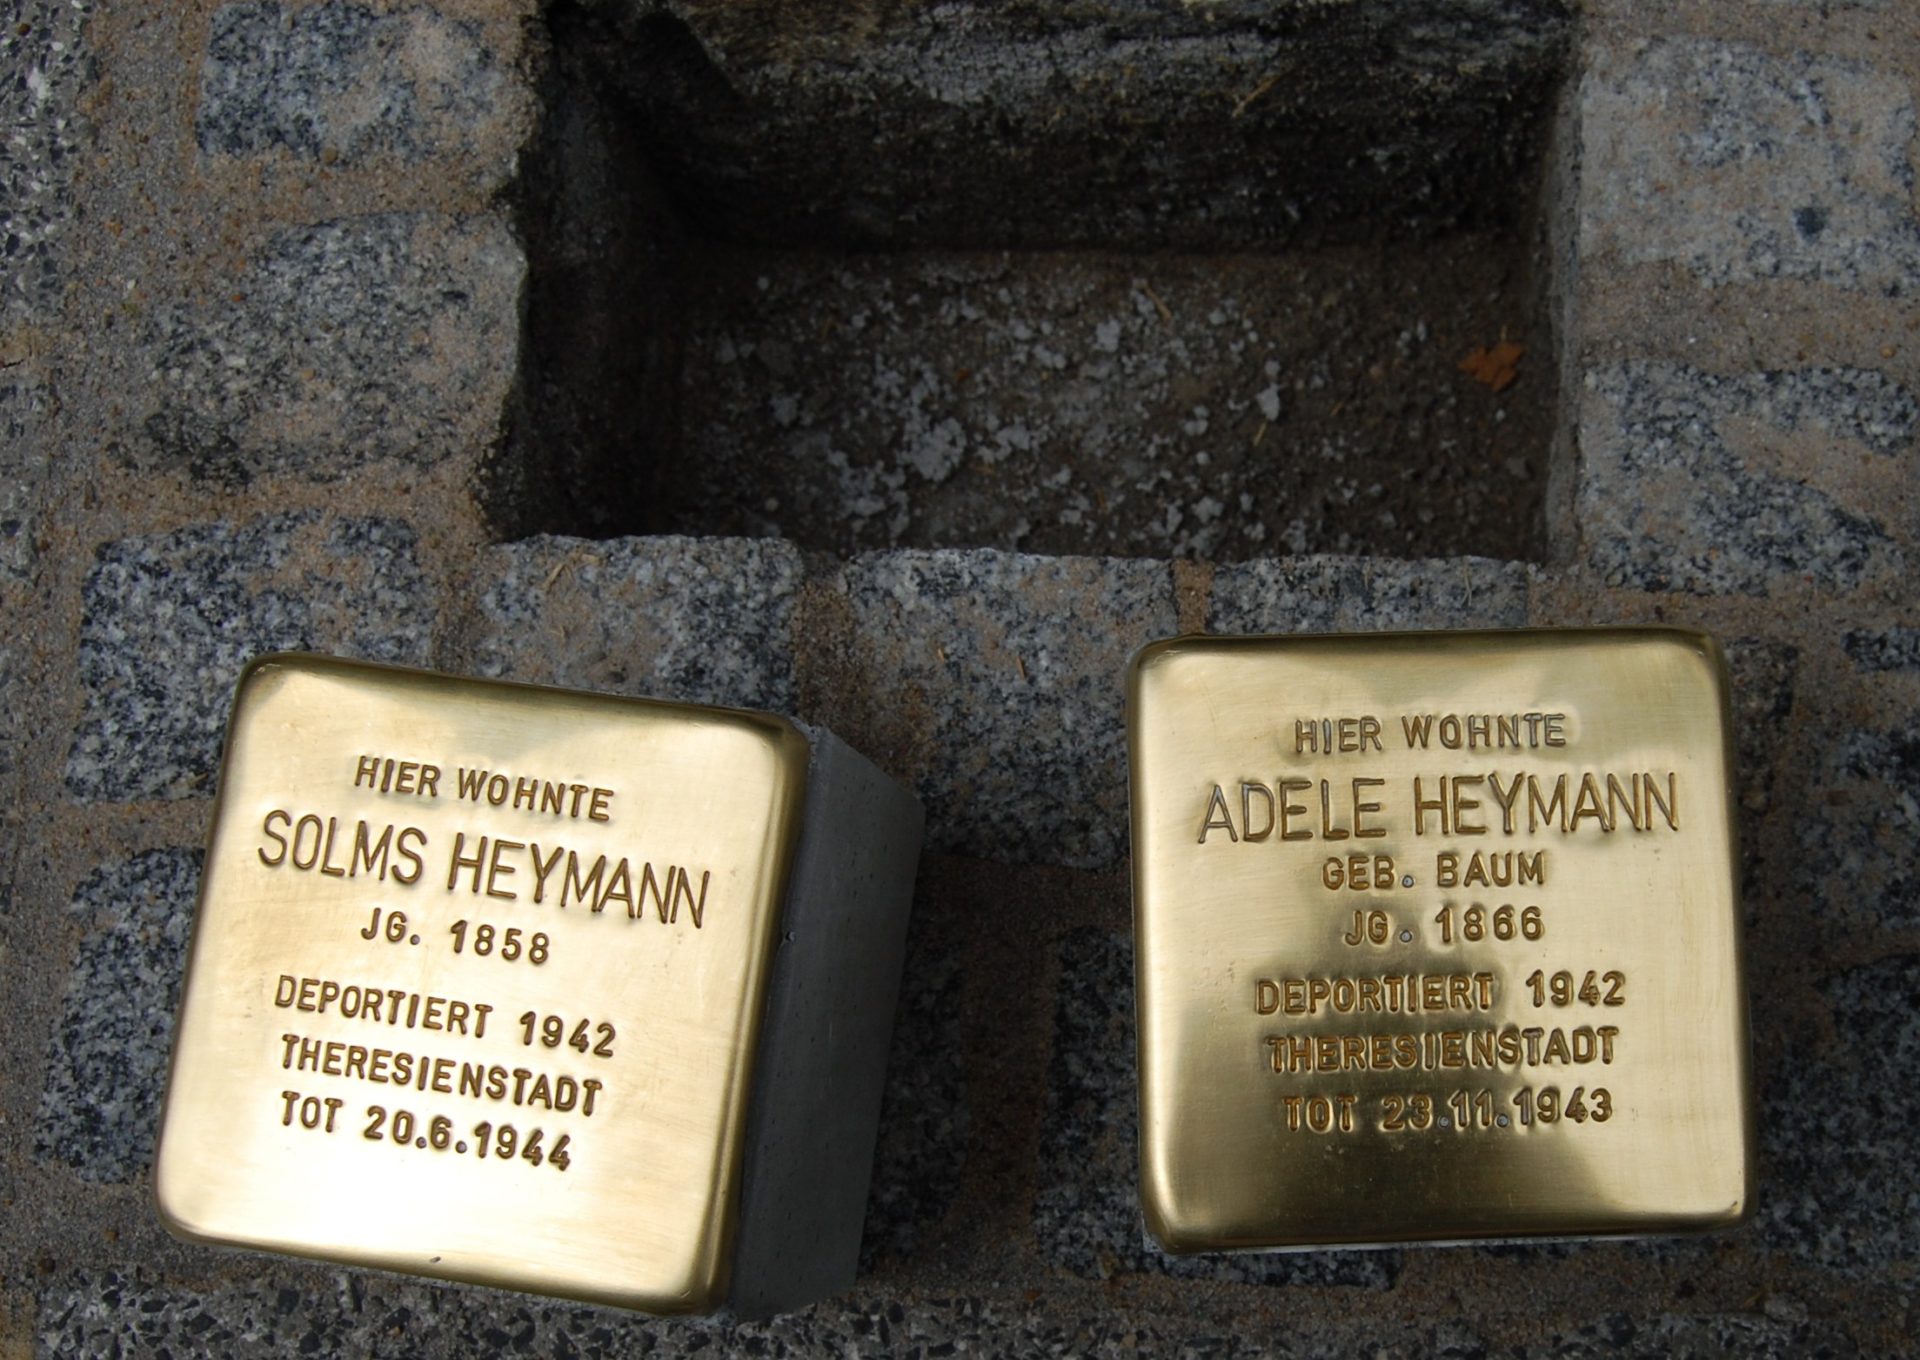 HIER WOHNTE
SOLMS HEYMANN
JG. 1858
DEPORTIERT 1942
THERESIENSTADT
TOT 20.6.1944
HIER WOHNTE
ADELE HEYMANN
GEB. BAUM
JG. 1866
DEPORTIERT 1942
THERESIENSTADT
TOT 23.11.1943